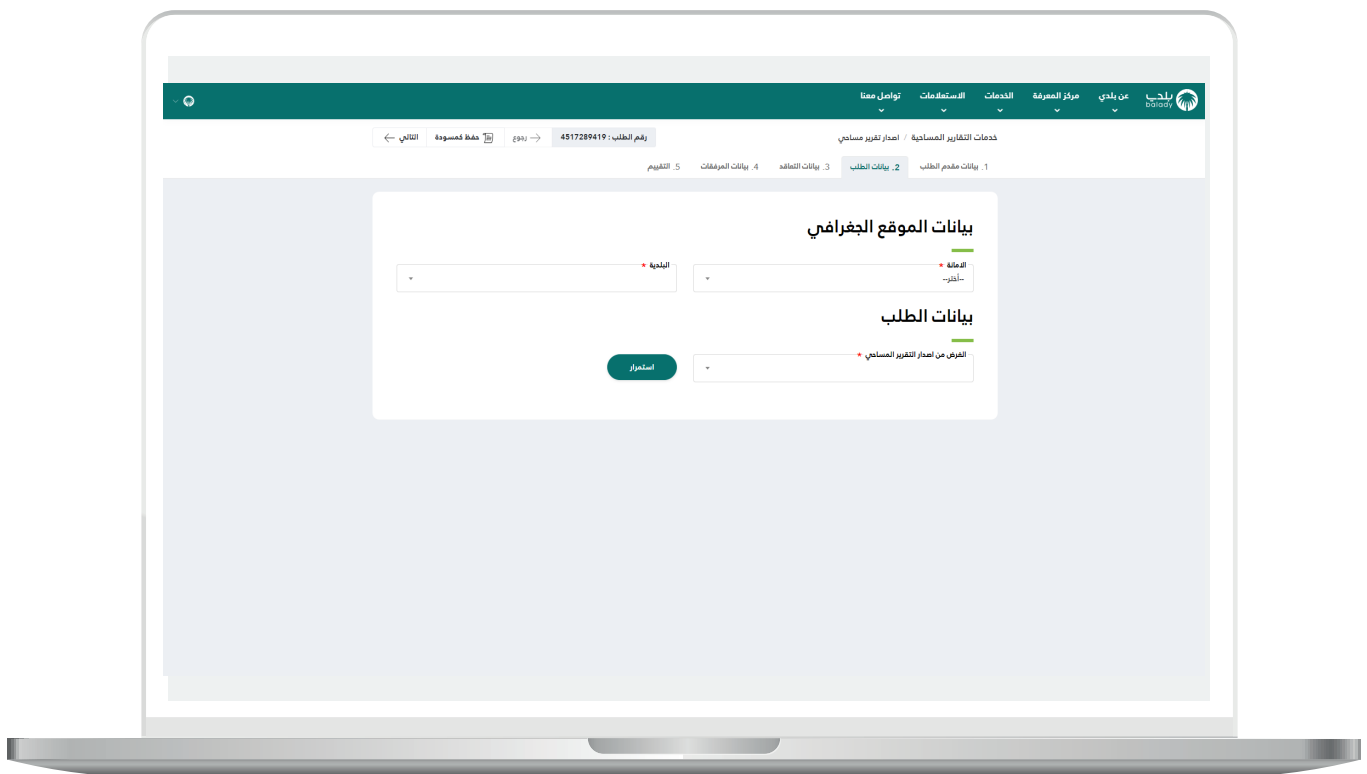 بلدي
balady
عن بلدي
مركز المعرفة
الخدمات
الاستعلامات
تواصل معنا
خدمات التقارير المساحية / اصدار تقرير مساحي
رقم الطلب : 4517289419
رجوع
حفظ كمسودة
التالي
1. بيانات مقدم الطلب
2. بيانات الطلب
3. بيانات التعاقد
4. بيانات المرفقات
5. التقييم
بيانات الموقع الجغرافي
الامانة *
--أختر--
البلدية *
بيانات الطلب
الغرض من اصدار التقرير المساحي *
استمرار